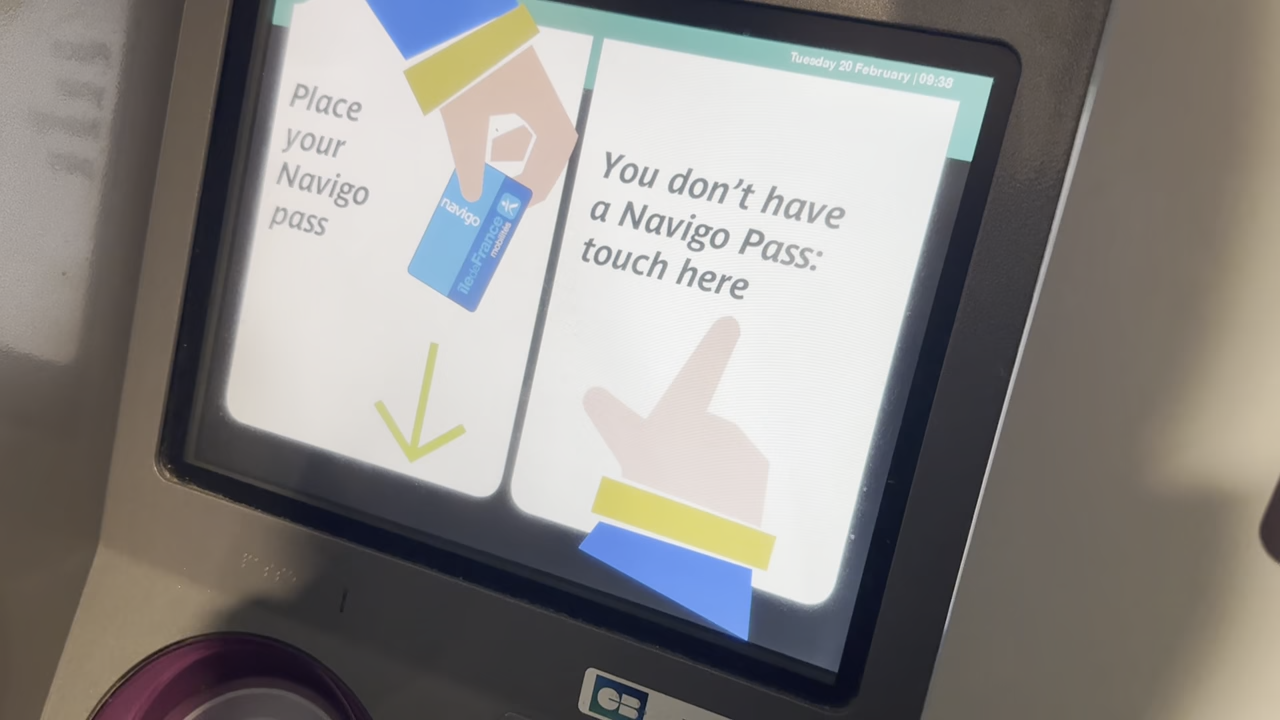 Tuesday 20 February | 09:38
Place
your
Navigo
pass
navigo
îledeFrance
mobilités
You don't have
a Navigo Pass:
touch here
CB